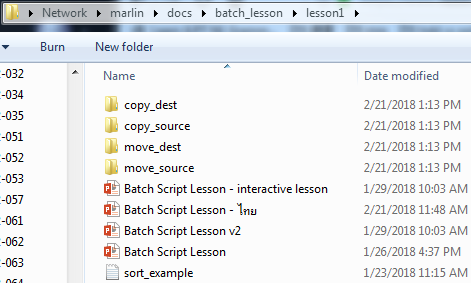 Network marlin docs batch_lesson lesson1
Burn New folder
-032
-034
-035
-051
-052
-053
-057
-061
-062
-063
-064
Name Date modified
copy_dest 2/21/2018 1:13 PM
copy_source 2/21/2018 1:13 PM
move_dest 2/21/2018 1:13 PM
move_source 2/21/2018 1:13 PM
Batch Script Lesson - interactive lesson 1/29/2018 10:03 AM
Batch Script Lesson - ไทย 2/21/2018 11:48 AM
Batch Script Lesson v2 1/29/2018 10:03 AM
Batch Script Lesson 1/26/2018 4:37 PM
sort_example 1/23/2018 11:15 AM